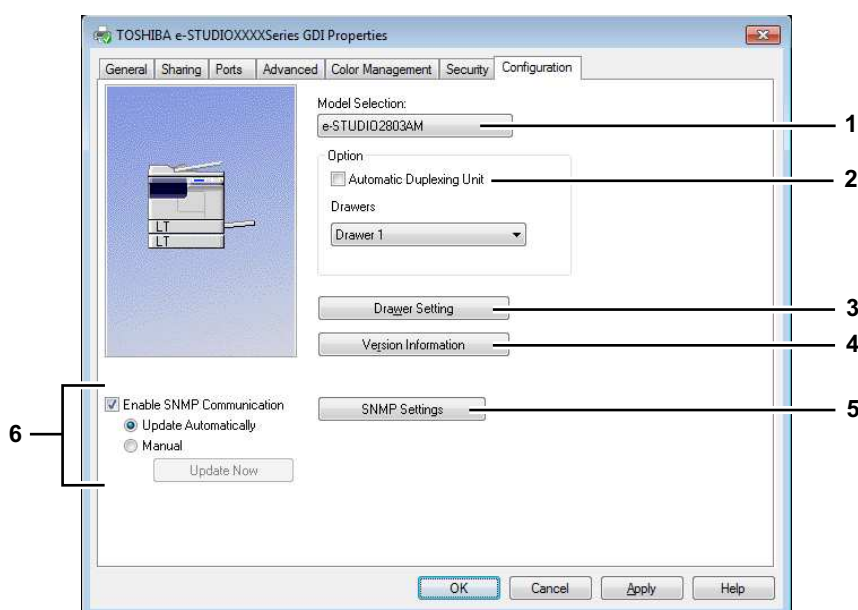 TOSHIBA e-STUDIOXXXXSeries GDI Properties
General Sharing Ports Advanced Color Management Security Configuration
Model Selection:
e-STUDIO2803AM
1
Option
Automatic Duplexing Unit
2
Drawers
Drawer 1
LT
LT
Drawer Setting
3
Version Information
4
Enable SNMP Communication
SNMP Settings
5
6
Update Automatically
Manual
Update Now
OK Cancel Apply Help